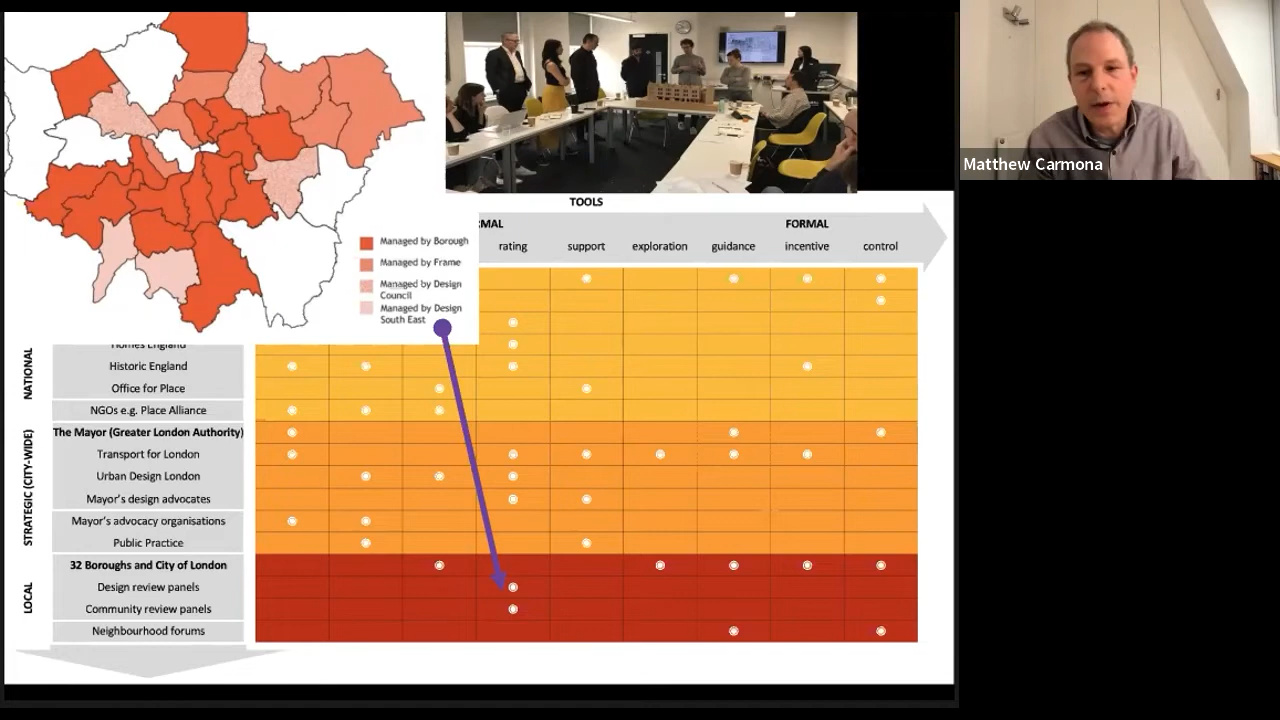 Matthew Carmona
TOOLS
FORMAL
rating
support
exploration
guidance
incentive
control
Managed by Borough
Managed by Frame
Managed by Design
Council
Managed by Design
South East
NATIONAL
Homes England
Historic England
Office for Place
NGOs e.g. Place Alliance
STRATEGIC (CITY-WIDE)
The Mayor (Greater London Authority)
Transport for London
Urban Design London
Mayor's design advocates
Mayor's advocacy organisations
Public Practice
LOCAL
32 Boroughs and City of London
Design review panels
Community review panels
Neighbourhood forums